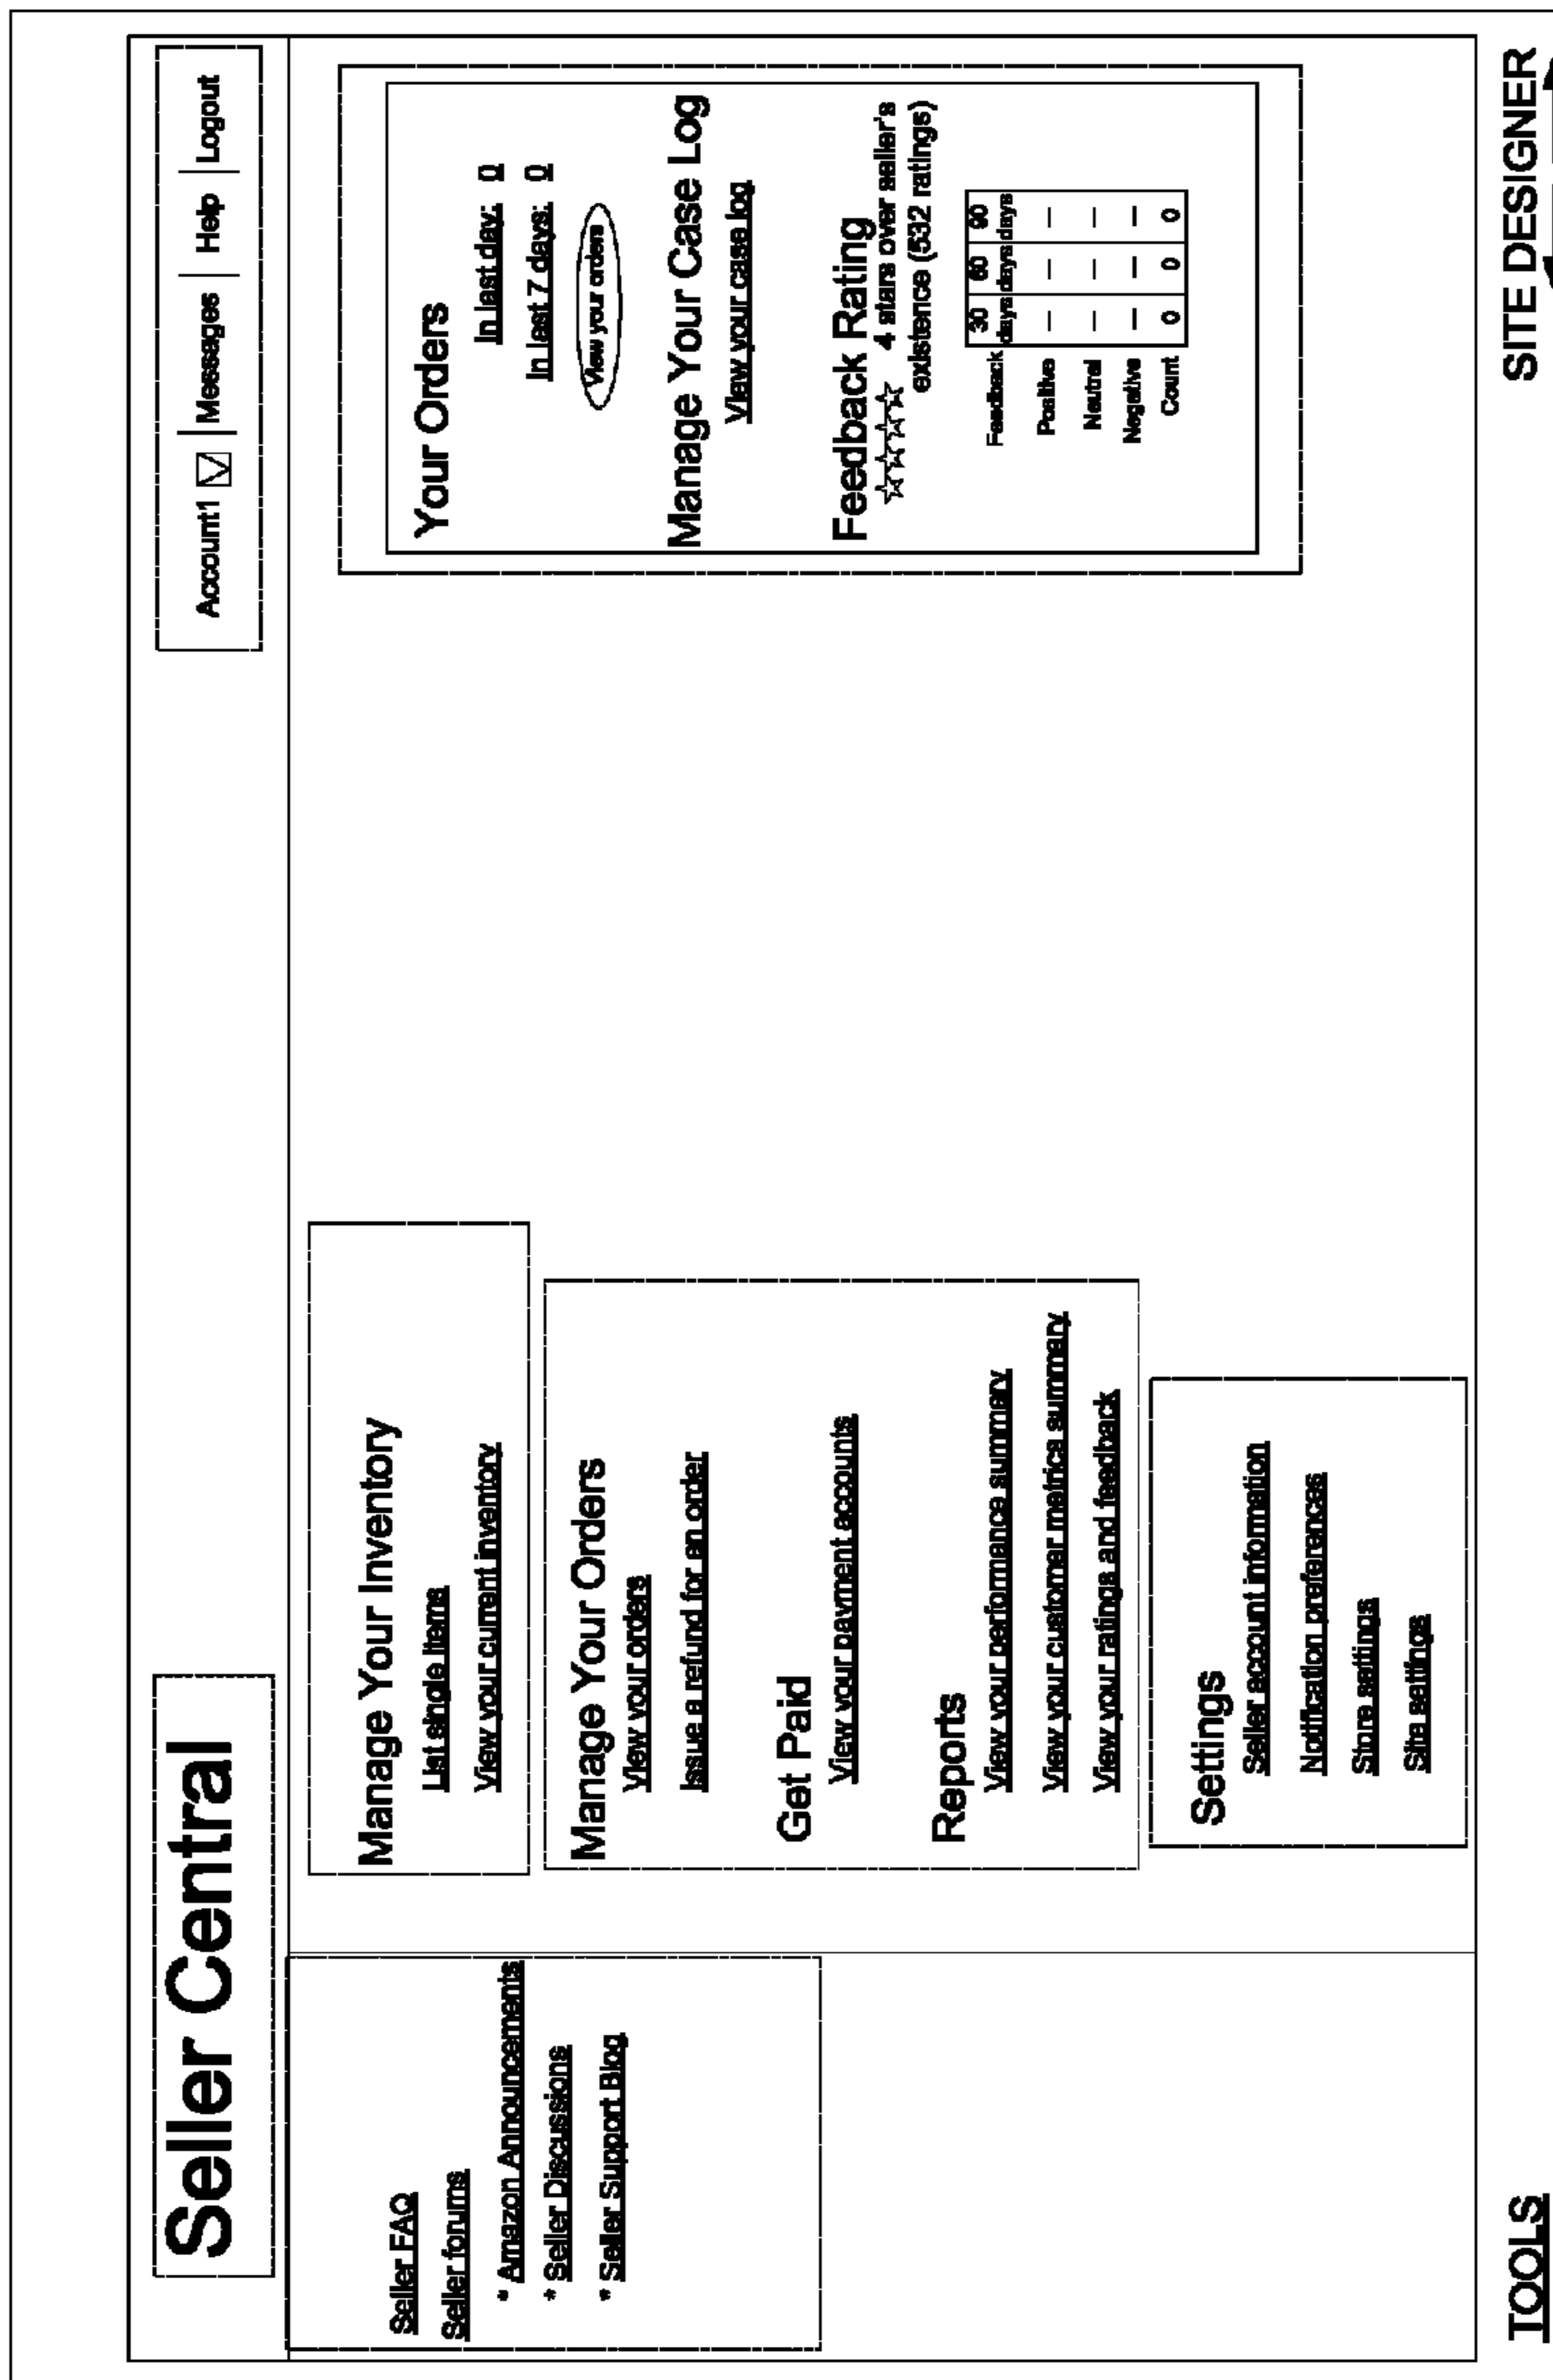 Seller Central
Account1 | Messages | Help | Logout
Seller FAQ
Seller forums
* Amazon Announcements
* Seller Discussions
* Seller Support Blog
Manage Your Inventory
List single items
View your current inventory
Manage Your Orders
View your orders
Issue a refund for an order
Get Paid
View your payment accounts
Reports
View your performance summary
View your customer metrics summary
View your ratings and feedback
Settings
Seller account information
Notification preferences
Store settings
Site settings
Your Orders
In last day: 0
In last 7 days: 0
View your orders
Manage Your Case Log
View your case log
Feedback Rating
4 stars over seller's
existence (532 ratings)
Feedback 30 days 60 days 90 days
Positive – – –
Neutral – – –
Negative – – –
Count 0 0 0
TOOLS
SITE DESIGNER